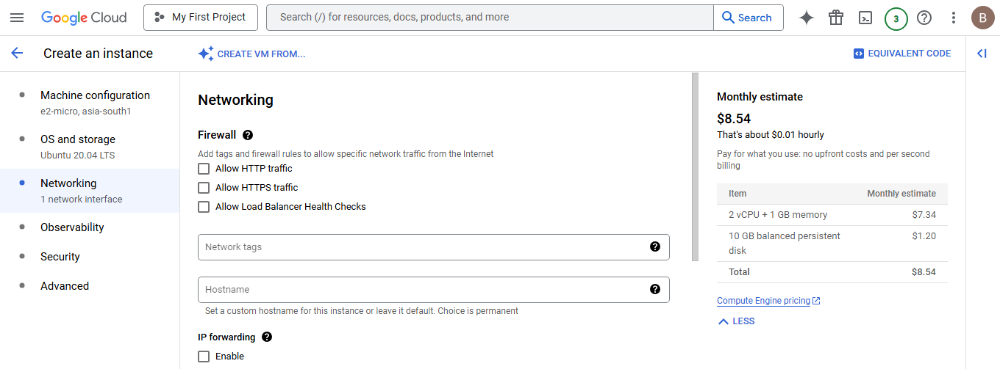 Google Cloud
My First Project
Search (/) for resources, docs, products, and more
Search
3
B
Create an instance
CREATE VM FROM...
EQUIVALENT CODE
Machine configuration
e2-micro, asia-south1
OS and storage
Ubuntu 20.04 LTS
Networking
1 network interface
Observability
Security
Advanced
Networking
Firewall
Add tags and firewall rules to allow specific network traffic from the Internet
Allow HTTP traffic
Allow HTTPS traffic
Allow Load Balancer Health Checks
Network tags
Hostname
Set a custom hostname for this instance or leave it default. Choice is permanent
IP forwarding
Enable
Monthly estimate
$8.54
That's about $0.01 hourly
Pay for what you use: no upfront costs and per second
billing
Item Monthly estimate
2 vCPU + 1 GB memory $7.34
10 GB balanced persistent $1.20
disk
Total $8.54
Compute Engine pricing
LESS